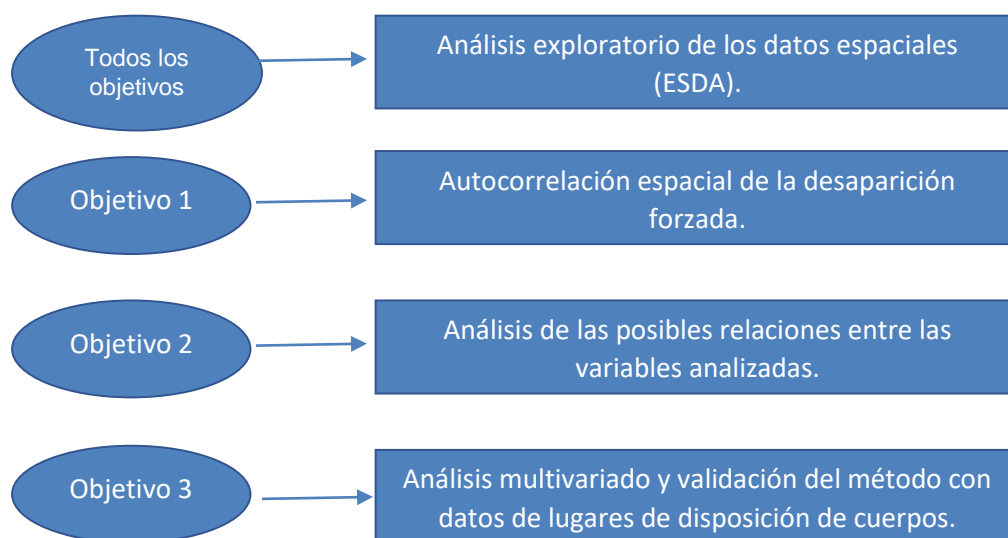 Todos los
objetivos
Análisis exploratorio de los datos espaciales
(ESDA).
Objetivo 1
Autocorrelación espacial de la desaparición
forzada.
Objetivo 2
Análisis de las posibles relaciones entre las
variables analizadas.
Objetivo 3
Análisis multivariado y validación del método con
datos de lugares de disposición de cuerpos.